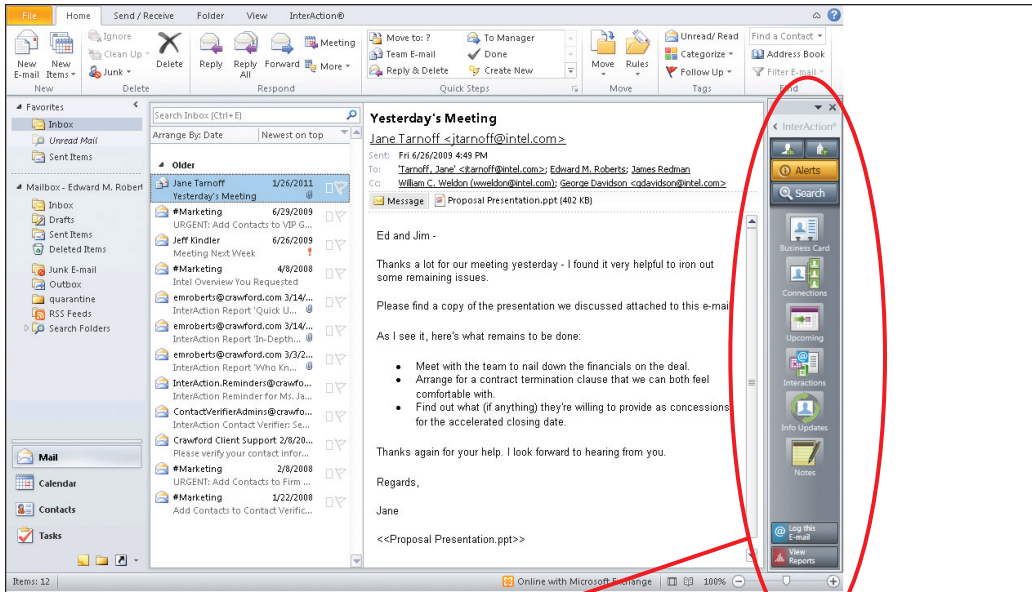 File Home Send / Receive Folder View InterAction®
New E-mail
New Items
New
Ignore
Clean Up
Junk
Delete
Delete
Reply
Reply All
Forward
Meeting
More
Respond
Move to: ?
Team E-mail
Reply & Delete
To Manager
Done
Create New
Quick Steps
Move
Rules
Move
Unread/ Read
Categorize
Follow Up
Tags
Find a Contact
Address Book
Filter E-mail
Find
Favorites
Inbox
Unread Mail
Sent Items
Mailbox - Edward M. Robert
Inbox
Drafts
Sent Items
Deleted Items
Junk E-mail
Outbox
quarantine
RSS Feeds
Search Folders
Mail
Calendar
Contacts
Tasks
Search Inbox (Ctrl+E)
Arrange By: Date Newest on top
Older
Jane Tarnoff 1/26/2011
Yesterday's Meeting
#Marketing 6/29/2009
URGENT: Add Contacts to VIP G...
Jeff Kindler 6/26/2009
Meeting Next Week
#Marketing 4/8/2008
Intel Overview You Requested
emroberts@crawford.com 3/14/...
InterAction Report 'Quick U...
emroberts@crawford.com 3/14/...
InterAction Report 'In-Depth...
emroberts@crawford.com 3/3/2...
InterAction Report 'Who Kn...
InterAction.Reminders@crawfo...
InterAction Reminder for Ms. Ja...
ContactVerifierAdmins@crawfo...
InterAction Contact Verifier: Se...
Crawford Client Support 2/8/20...
Please verify your contact infor...
#Marketing 2/8/2008
URGENT: Add Contacts to Firm ...
#Marketing 1/22/2008
Add Contacts to Contact Verific...
Yesterday's Meeting
Jane Tarnoff <jtarnoff@intel.com>
Sent: Fri 6/26/2009 4:49 PM
To: 'Tarnoff, Jane' <jtarnoff@intel.com>; Edward M. Roberts; James Redman
Cc: William C. Weldon (wweldon@intel.com); George Davidson <gdavidson@intel.com>
Message Proposal Presentation.ppt (402 KB)
Ed and Jim -
Thanks a lot for our meeting yesterday - I found it very helpful to iron out
some remaining issues.
Please find a copy of the presentation we discussed attached to this e-mail
As I see it, here's what remains to be done:
• Meet with the team to nail down the financials on the deal.
• Arrange for a contract termination clause that we can both feel
comfortable with.
• Find out what (if anything) they're willing to provide as concessions
for the accelerated closing date.
Thanks again for your help. I look forward to hearing from you.
Regards,
Jane
<<Proposal Presentation.ppt>>
InterAction®
Alerts
Search
Business Card
Connections
Upcoming
Interactions
Info Updates
Notes
Log this E-mail
View Reports
Items: 12
Online with Microsoft Exchange
100%